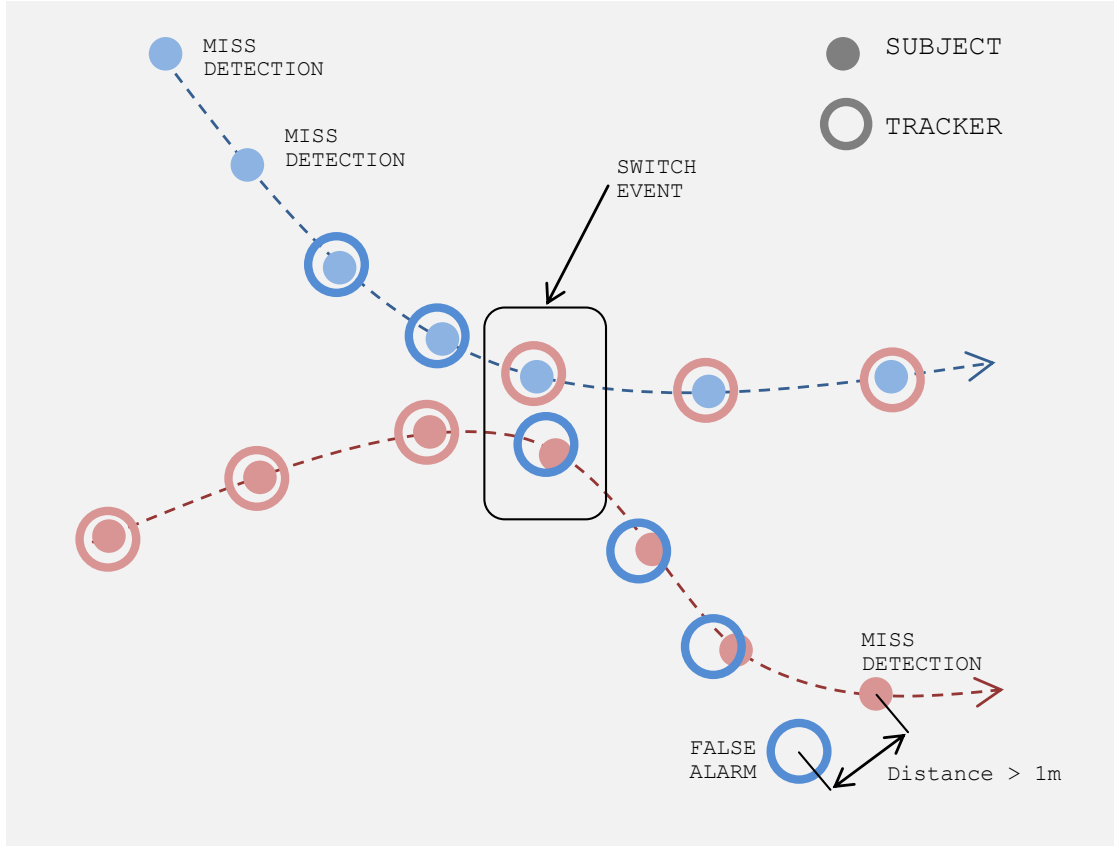 MISS
DETECTION
SUBJECT
TRACKER
MISS
DETECTION
SWITCH
EVENT
MISS
DETECTION
FALSE
ALARM
Distance > 1m